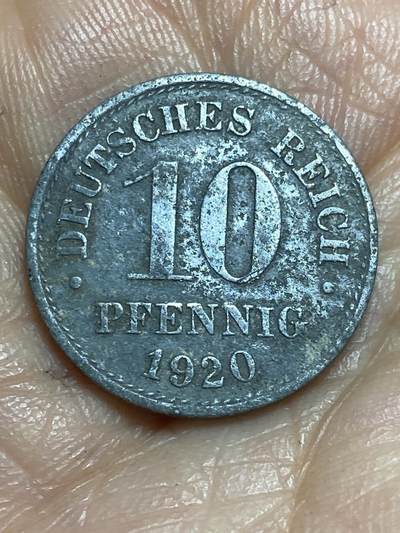 DEUTSCHES REICH
10
PFENNIG
1920